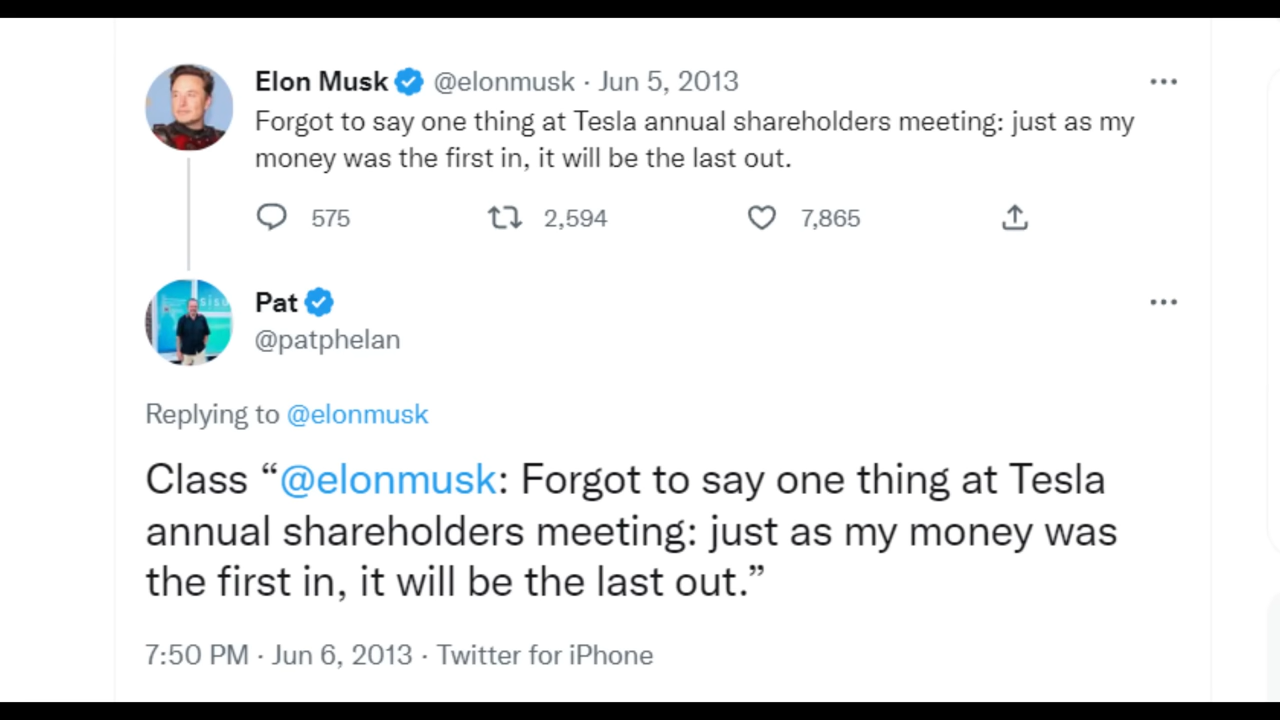 Elon Musk @elonmusk · Jun 5, 2013
Forgot to say one thing at Tesla annual shareholders meeting: just as my
money was the first in, it will be the last out.
575 2,594 7,865
sisu
Pat
@patphelan
Replying to @elonmusk
Class “@elonmusk: Forgot to say one thing at Tesla
annual shareholders meeting: just as my money was
the first in, it will be the last out.”
7:50 PM · Jun 6, 2013 · Twitter for iPhone